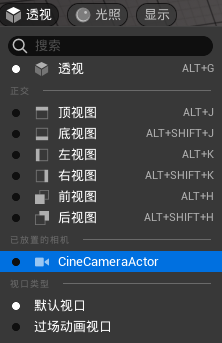 透视 光照 显示
搜索
透视 ALT+G
正交
顶视图 ALT+J
底视图 ALT+SHIFT+J
左视图 ALT+K
右视图 ALT+SHIFT+K
前视图 ALT+H
后视图 ALT+SHIFT+H
已放置的相机
CineCameraActor
视口类型
默认视口
过场动画视口